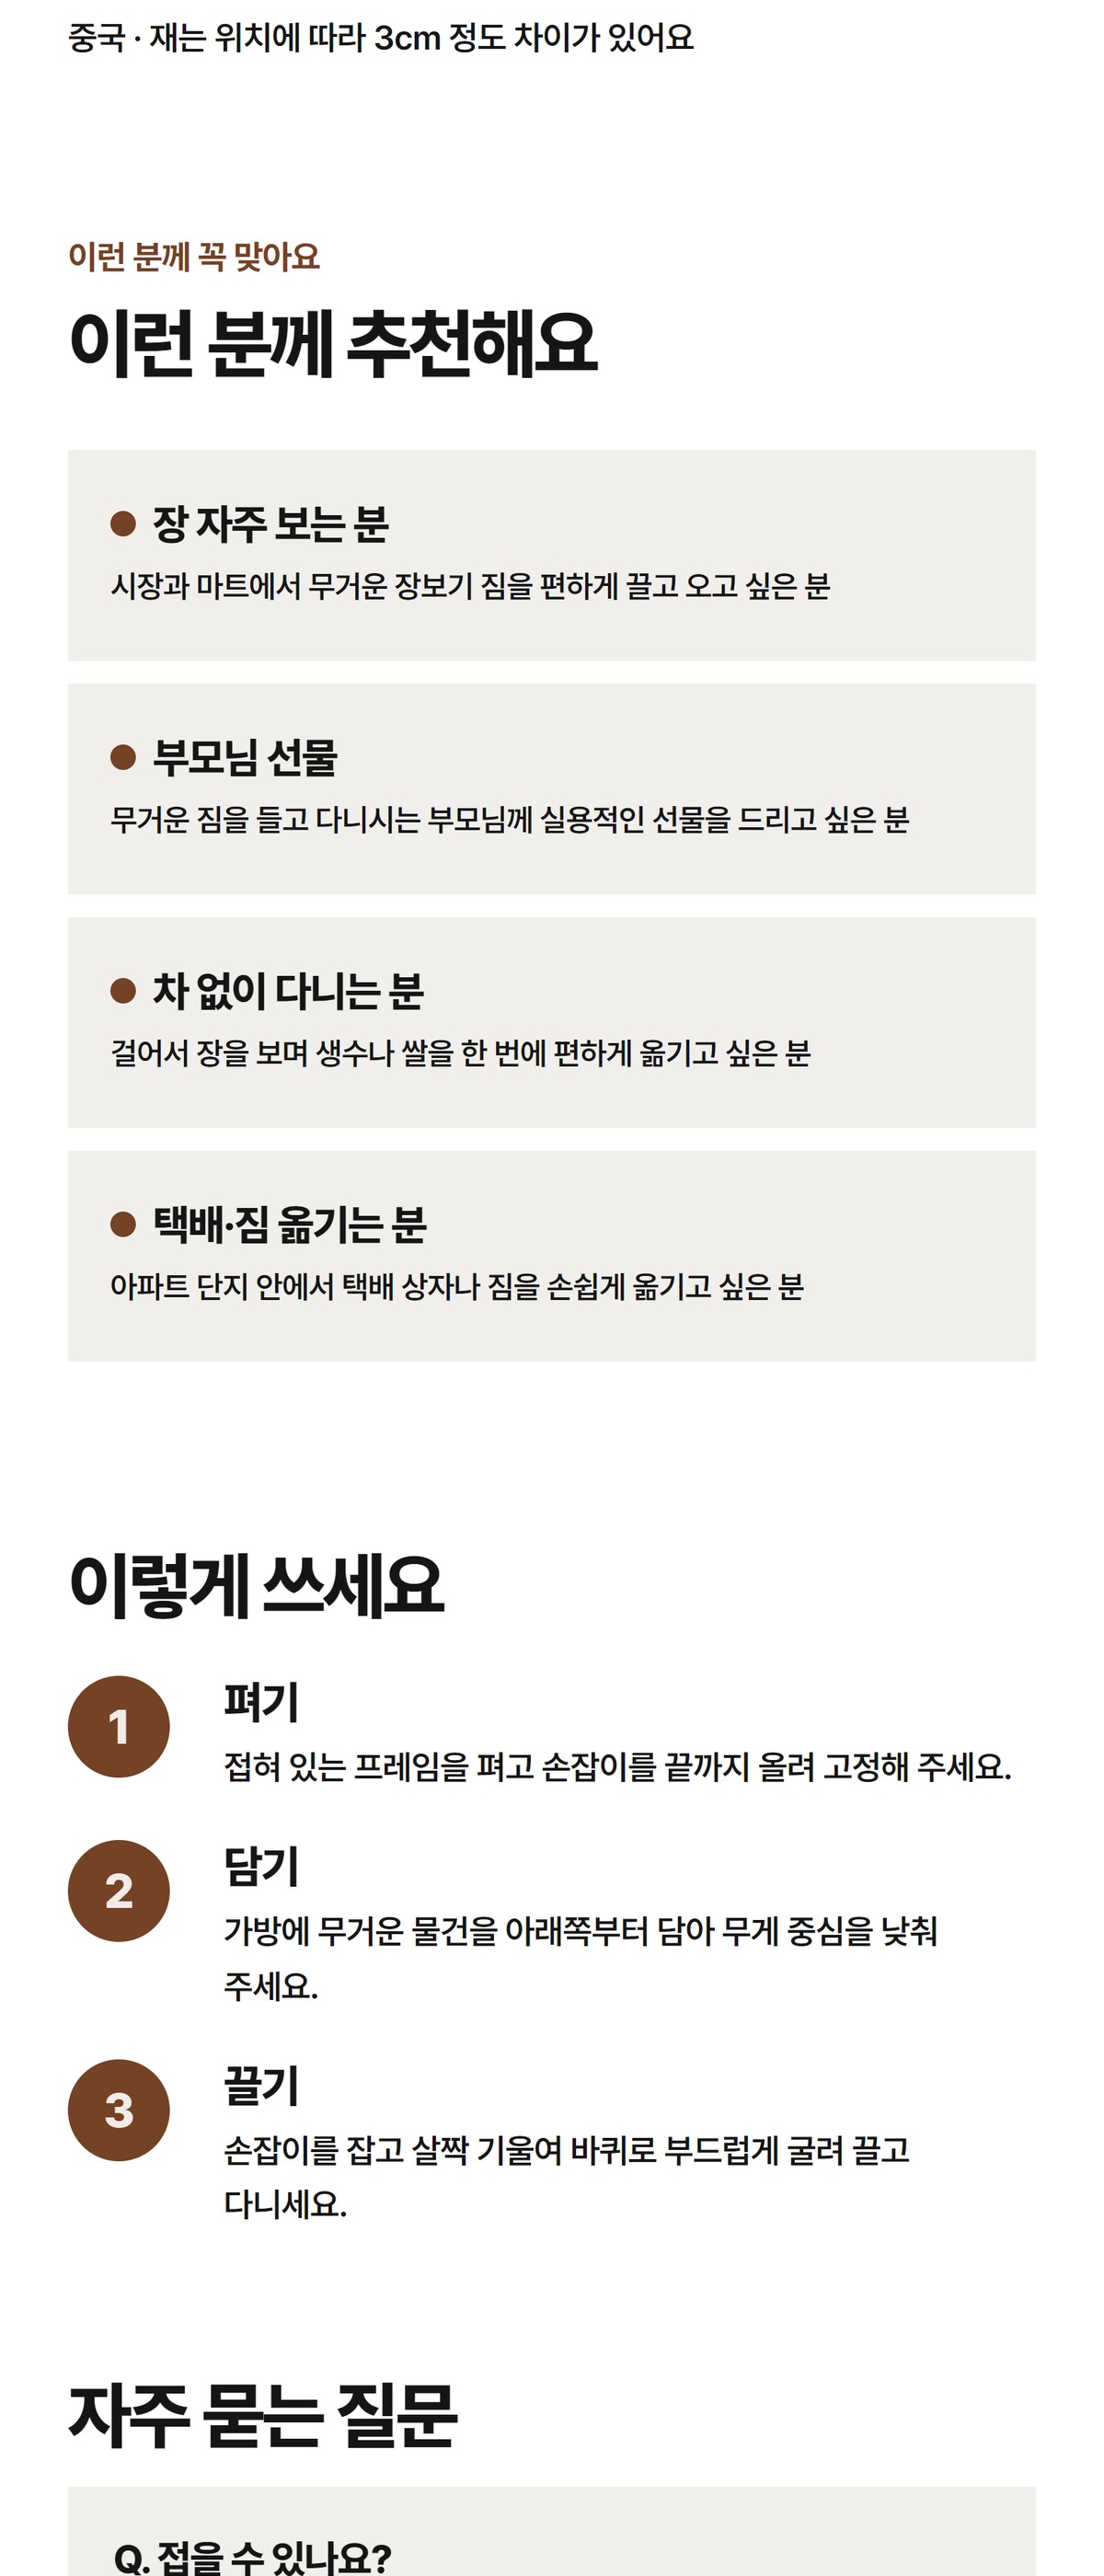 중국 · 재는 위치에 따라 3cm 정도 차이가 있어요
이런 분께 꼭 맞아요
이런 분께 추천해요
장 자주 보는 분
시장과 마트에서 무거운 장보기 짐을 편하게 끌고 오고 싶은 분
부모님 선물
무거운 짐을 들고 다니시는 부모님께 실용적인 선물을 드리고 싶은 분
차 없이 다니는 분
걸어서 장을 보며 생수나 쌀을 한 번에 편하게 옮기고 싶은 분
택배·짐 옮기는 분
아파트 단지 안에서 택배 상자나 짐을 손쉽게 옮기고 싶은 분
이렇게 쓰세요
1
펴기
접혀 있는 프레임을 펴고 손잡이를 끝까지 올려 고정해 주세요.
2
담기
가방에 무거운 물건을 아래쪽부터 담아 무게 중심을 낮춰
주세요.
3
끌기
손잡이를 잡고 살짝 기울여 바퀴로 부드럽게 굴려 끌고
다니세요.
자주 묻는 질문
Q. 접을 수 있나요?